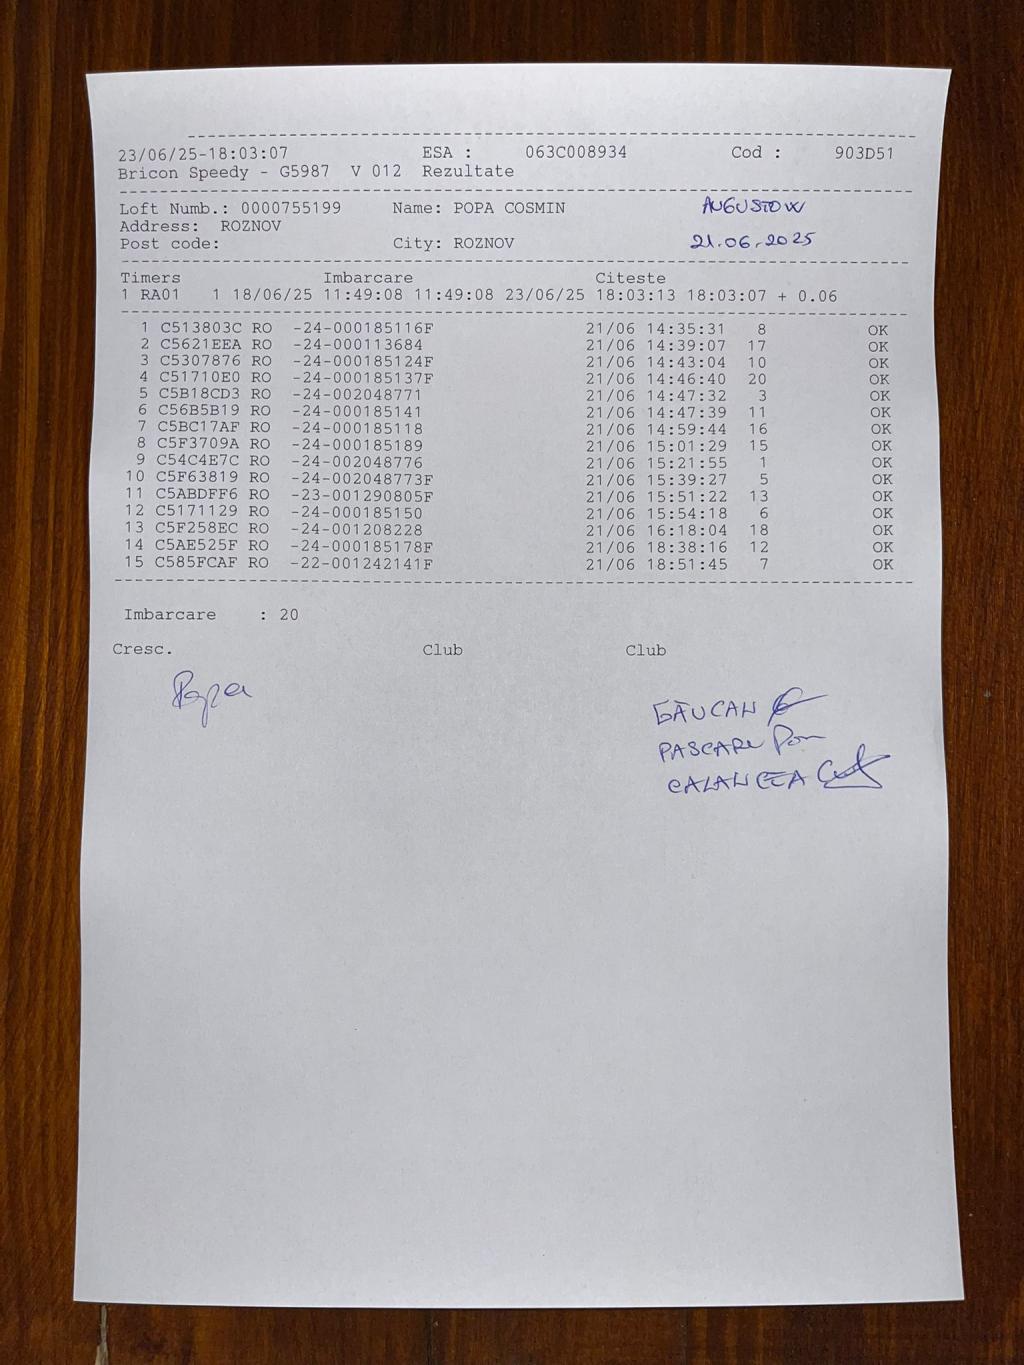 23/06/25-18:03:07 ESA : 063C008934 Cod : 903D51
Bricon Speedy - G5987 V 012 Rezultate
Loft Numb.: 0000755199 Name: POPA COSMIN AUGUSTOW
Address: ROZNOV
Post code: City: ROZNOV 21.06.2025
Timers Imbarcare Citeste
1 RA01 1 18/06/25 11:49:08 11:49:08 23/06/25 18:03:13 18:03:07 + 0.06
1 C513803C RO -24-000185116F 21/06 14:35:31 8 OK
2 C5621EEA RO -24-000113684 21/06 14:39:07 17 OK
3 C5307876 RO -24-000185124F 21/06 14:43:04 10 OK
4 C51710E0 RO -24-000185137F 21/06 14:46:40 20 OK
5 C5B18CD3 RO -24-002048771 21/06 14:47:32 3 OK
6 C56B5B19 RO -24-000185141 21/06 14:47:39 11 OK
7 C5BC17AF RO -24-000185118 21/06 14:59:44 16 OK
8 C5F3709A RO -24-000185189 21/06 15:01:29 15 OK
9 C54C4E7C RO -24-002048776 21/06 15:21:55 1 OK
10 C5F63819 RO -24-002048773F 21/06 15:39:27 5 OK
11 C5ABDFF6 RO -23-001290805F 21/06 15:51:22 13 OK
12 C5171129 RO -24-000185150 21/06 15:54:18 6 OK
13 C5F258EC RO -24-001208228 21/06 16:18:04 18 OK
14 C5AE525F RO -24-000185178F 21/06 18:38:16 12 OK
15 C585FCAF RO -22-001242141F 21/06 18:51:45 7 OK
Imbarcare : 20
Cresc. Club Club
Popa
GĂUCAN
PASCARU
CALANCEA